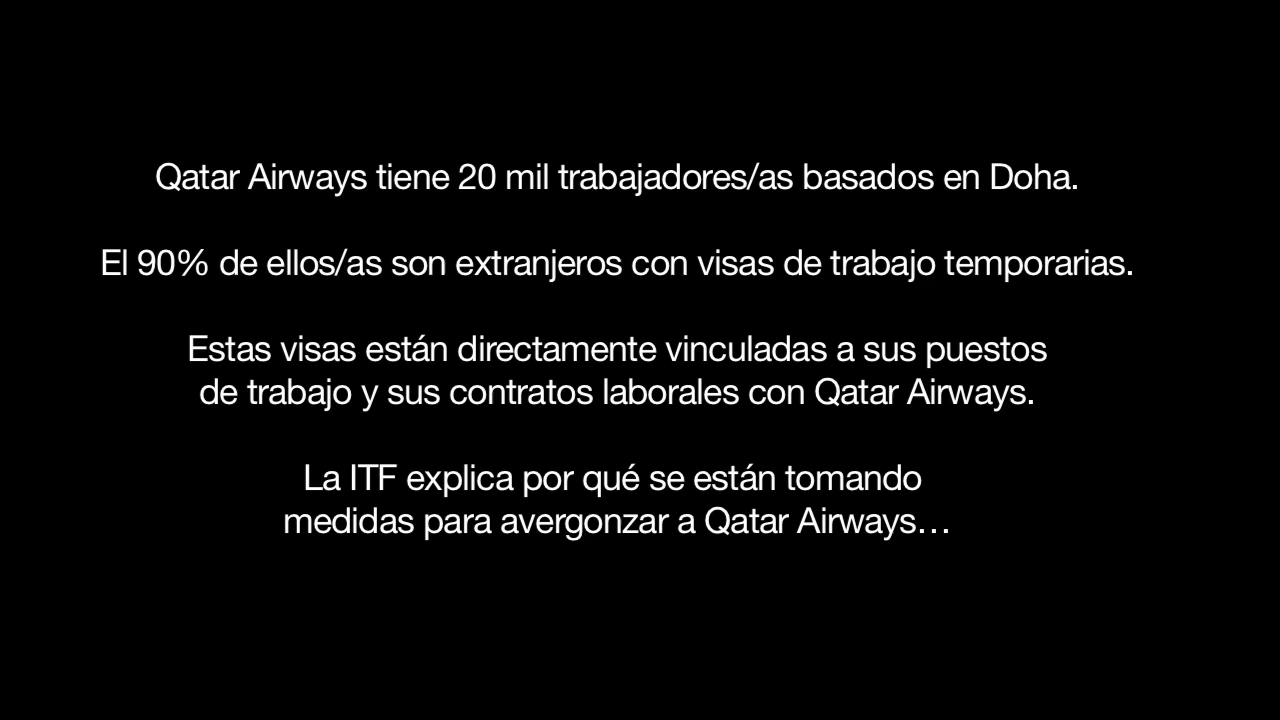 Qatar Airways tiene 20 mil trabajadores/as basados en Doha.
El 90% de ellos/as son extranjeros con visas de trabajo temporarias.
Estas visas están directamente vinculadas a sus puestos
de trabajo y sus contratos laborales con Qatar Airways.
La ITF explica por qué se están tomando
medidas para avergonzar a Qatar Airways…